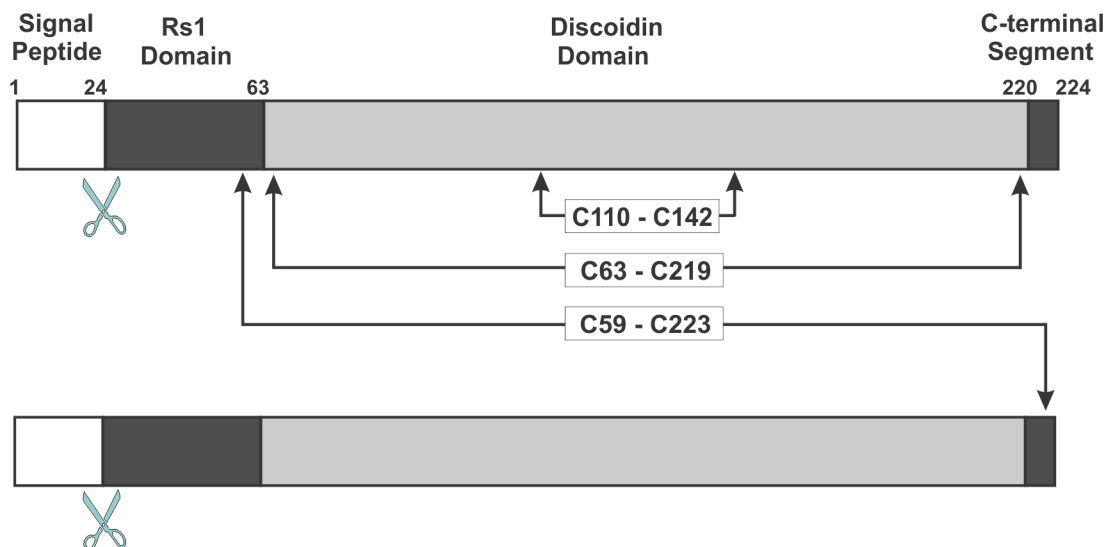 Signal
Peptide
Rs1
Domain
Discoidin
Domain
C-terminal
Segment
1 24 63 220 224
C110 - C142
C63 - C219
C59 - C223